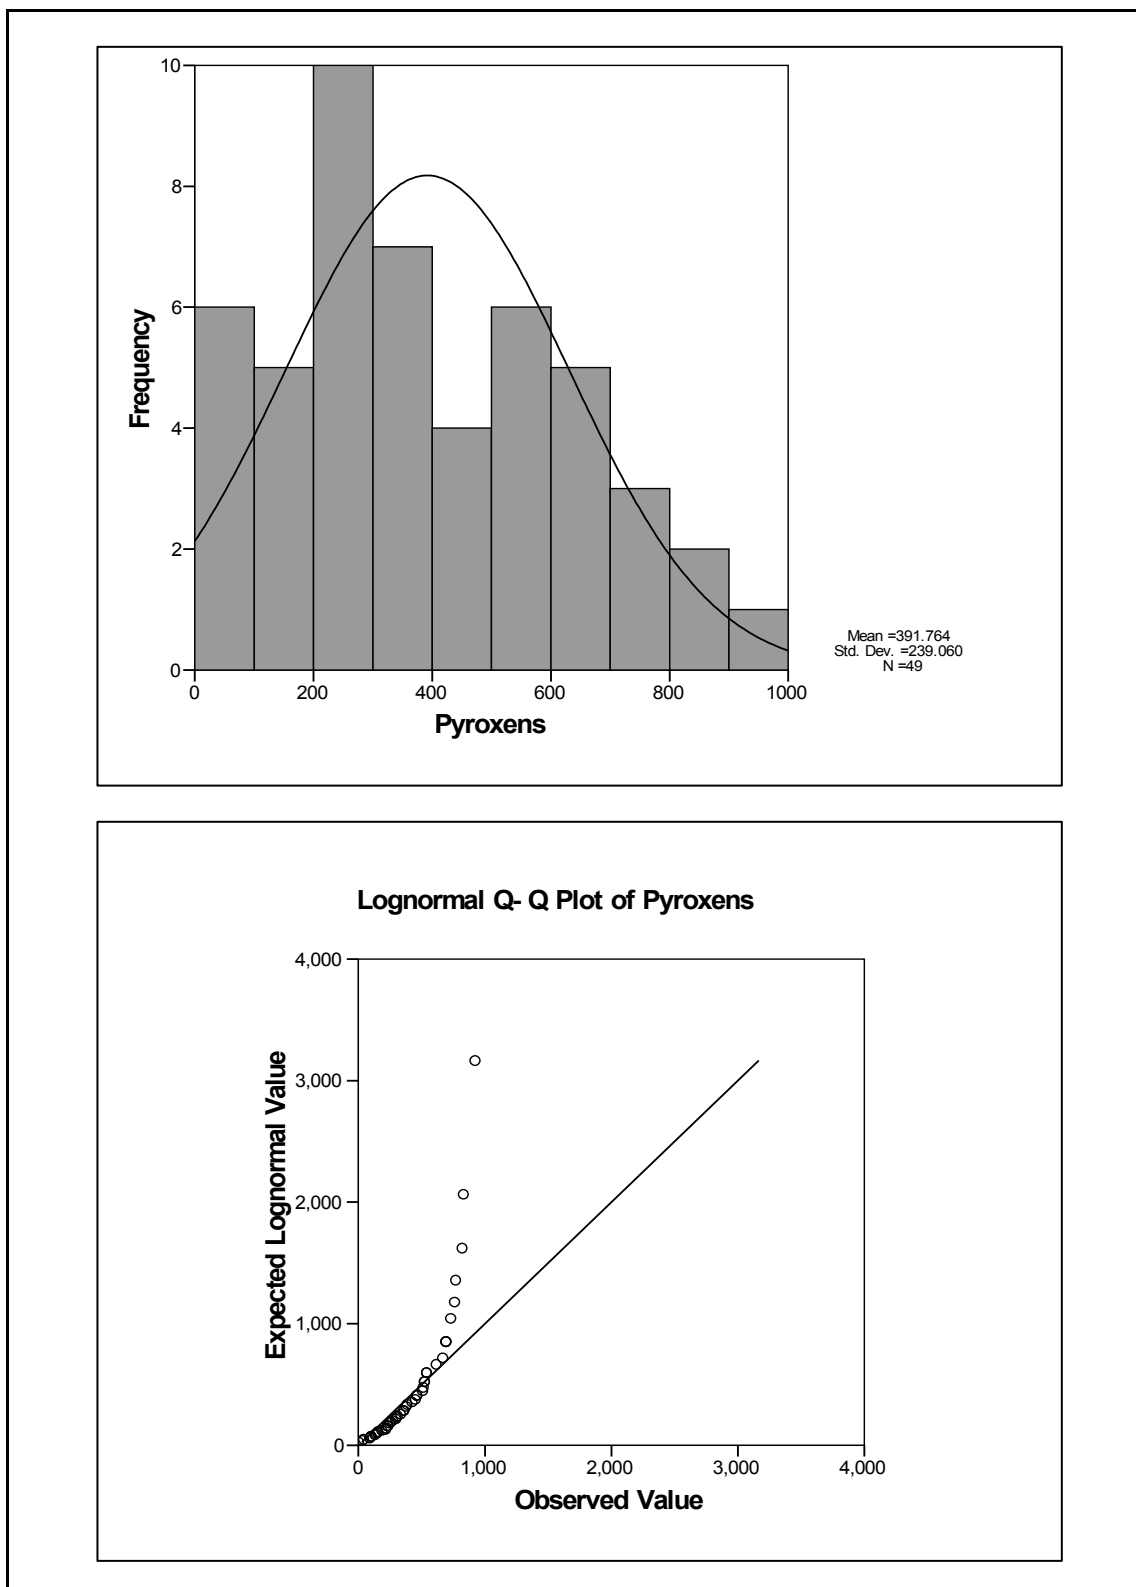 10
8
6
4
2
0
Frequency
0 200 400 600 800 1000
Pyroxens
Mean =391.764
Std. Dev. =239.060
N =49
Lognormal Q- Q Plot of Pyroxens
4,000
3,000
2,000
1,000
0
Expected Lognormal Value
0 1,000 2,000 3,000 4,000
Observed Value